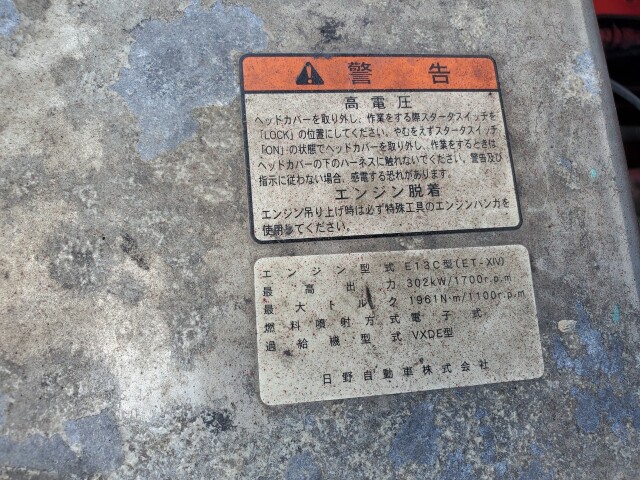 警告
高電圧
ヘッドカバーを取り外し、作業をする際スタータスイッチを
「LOCK」の位置にしてください。やむをえずスタータスイッチ
「ON」の状態でヘッドカバーを取り外し、作業をするときは
ヘッドカバーの下のハーネスに触れないでください。警告及び
指示に従わない場合、感電する恐れがあります。
エンジン脱着
エンジン吊り上げ時は必ず特殊工具のエンジンハンガを
使用してください。
エンジン型式 E13C型(ET-XIV)
最高出力 302kW/1700r.p.m
最大トルク 1961N·m/1100r.p.m
燃料噴射方式 電子式
過給機型式 VXDE型
日野自動車株式会社